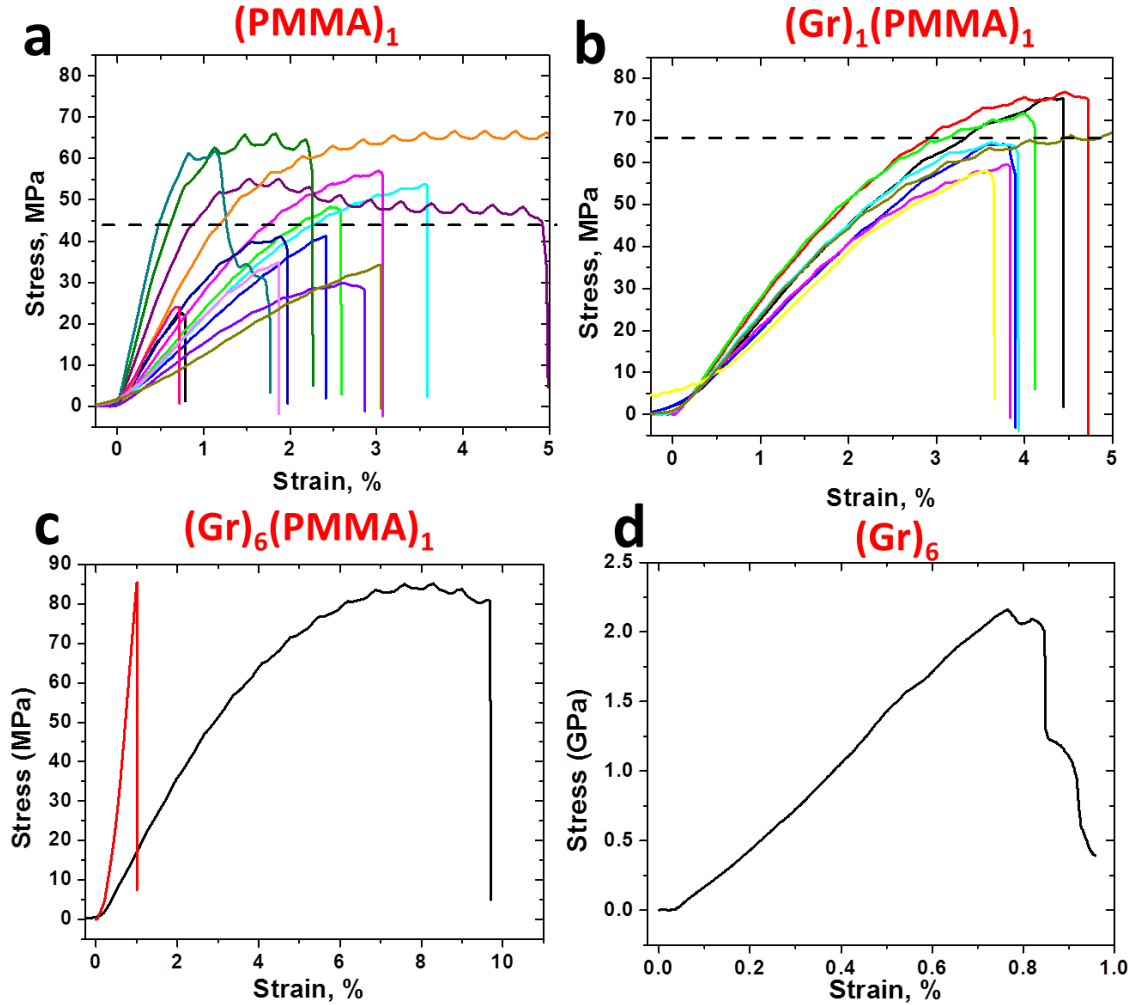 a
(PMMA)₁
Stress, MPa
80
70
60
50
40
30
20
10
0
0 1 2 3 4 5
Strain, %
b
(Gr)₁(PMMA)₁
Stress, MPa
80
70
60
50
40
30
20
10
0
0 1 2 3 4 5
Strain, %
c
(Gr)₆(PMMA)₁
Stress (MPa)
90
80
70
60
50
40
30
20
10
0
0 2 4 6 8 10
Strain, %
d
(Gr)₆
Stress (GPa)
2.5
2.0
1.5
1.0
0.5
0.0
0.0 0.2 0.4 0.6 0.8 1.0
Strain, %